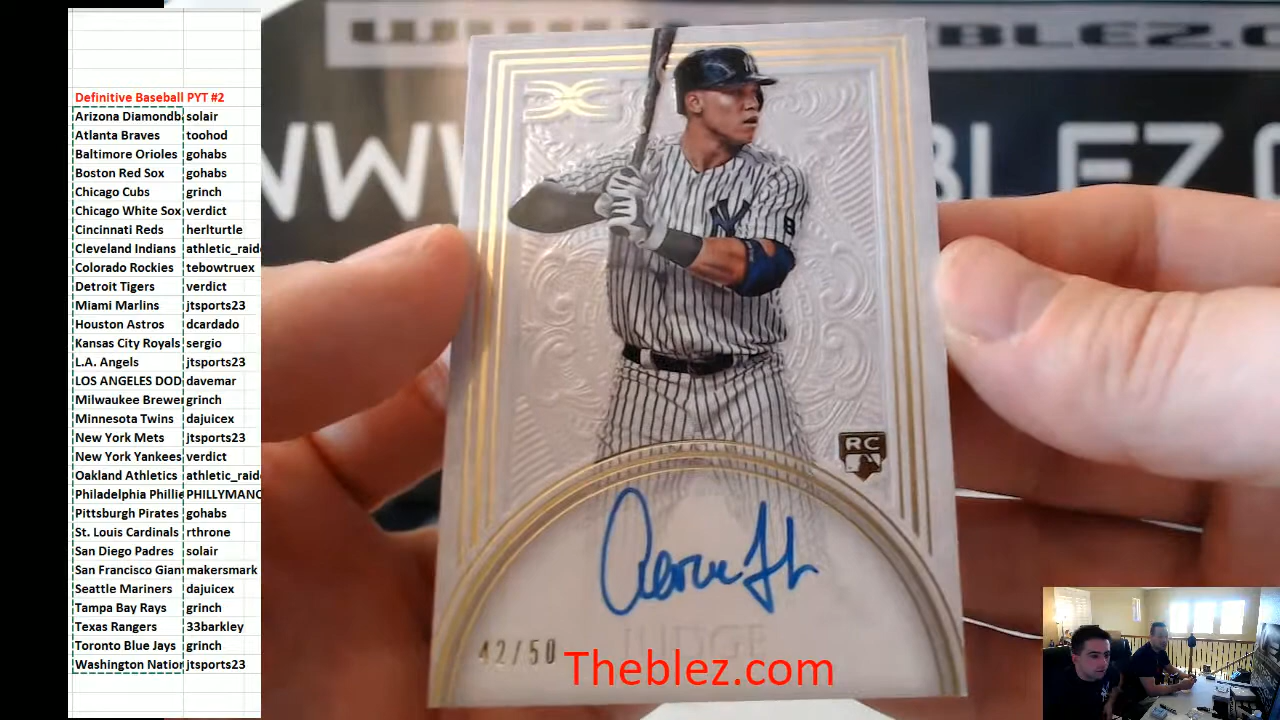 Definitive Baseball PYT #2
Arizona Diamondb solair
Atlanta Braves toohod
Baltimore Orioles gohabs
Boston Red Sox gohabs
Chicago Cubs grinch
Chicago White Sox verdict
Cincinnati Reds herlturtle
Cleveland Indians athletic_raide
Colorado Rockies tebowtruex
Detroit Tigers verdict
Miami Marlins jtsports23
Houston Astros dcardado
Kansas City Royals sergio
L.A. Angels jtsports23
LOS ANGELES DOD davemar
Milwaukee Brewe grinch
Minnesota Twins dajuicex
New York Mets jtsports23
New York Yankees verdict
Oakland Athletics athletic_raide
Philadelphia Phillie PHILLYMANC
Pittsburgh Pirates gohabs
St. Louis Cardinals rthrone
San Diego Padres solair
San Francisco Gian makersmark
Seattle Mariners dajuicex
Tampa Bay Rays grinch
Texas Rangers 33barkley
Toronto Blue Jays grinch
Washington Nation jtsports23
NY
8
RC
42/50
JUDGE
Theblez.com